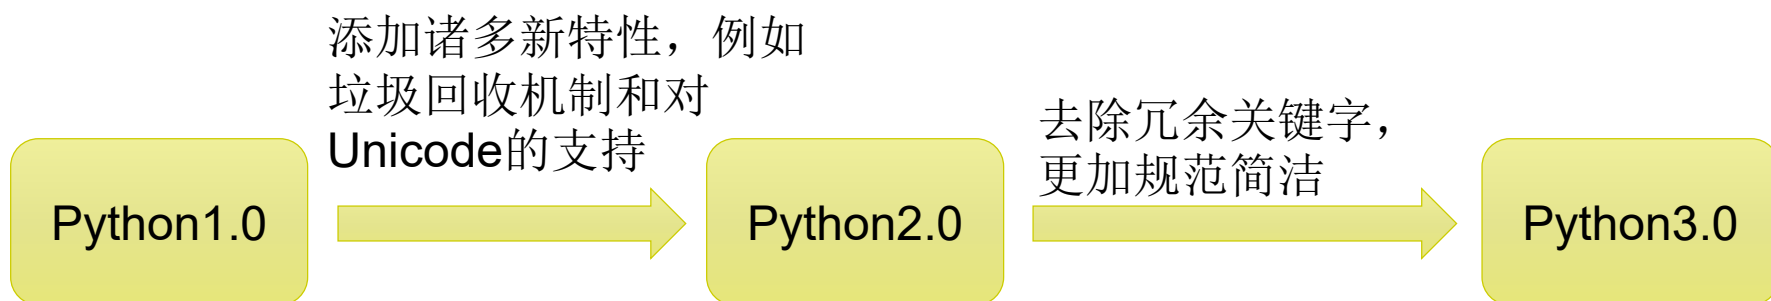 添加诸多新特性，例如
垃圾回收机制和对
Unicode的支持
去除冗余关键字，
更加规范简洁
Python1.0
Python2.0
Python3.0